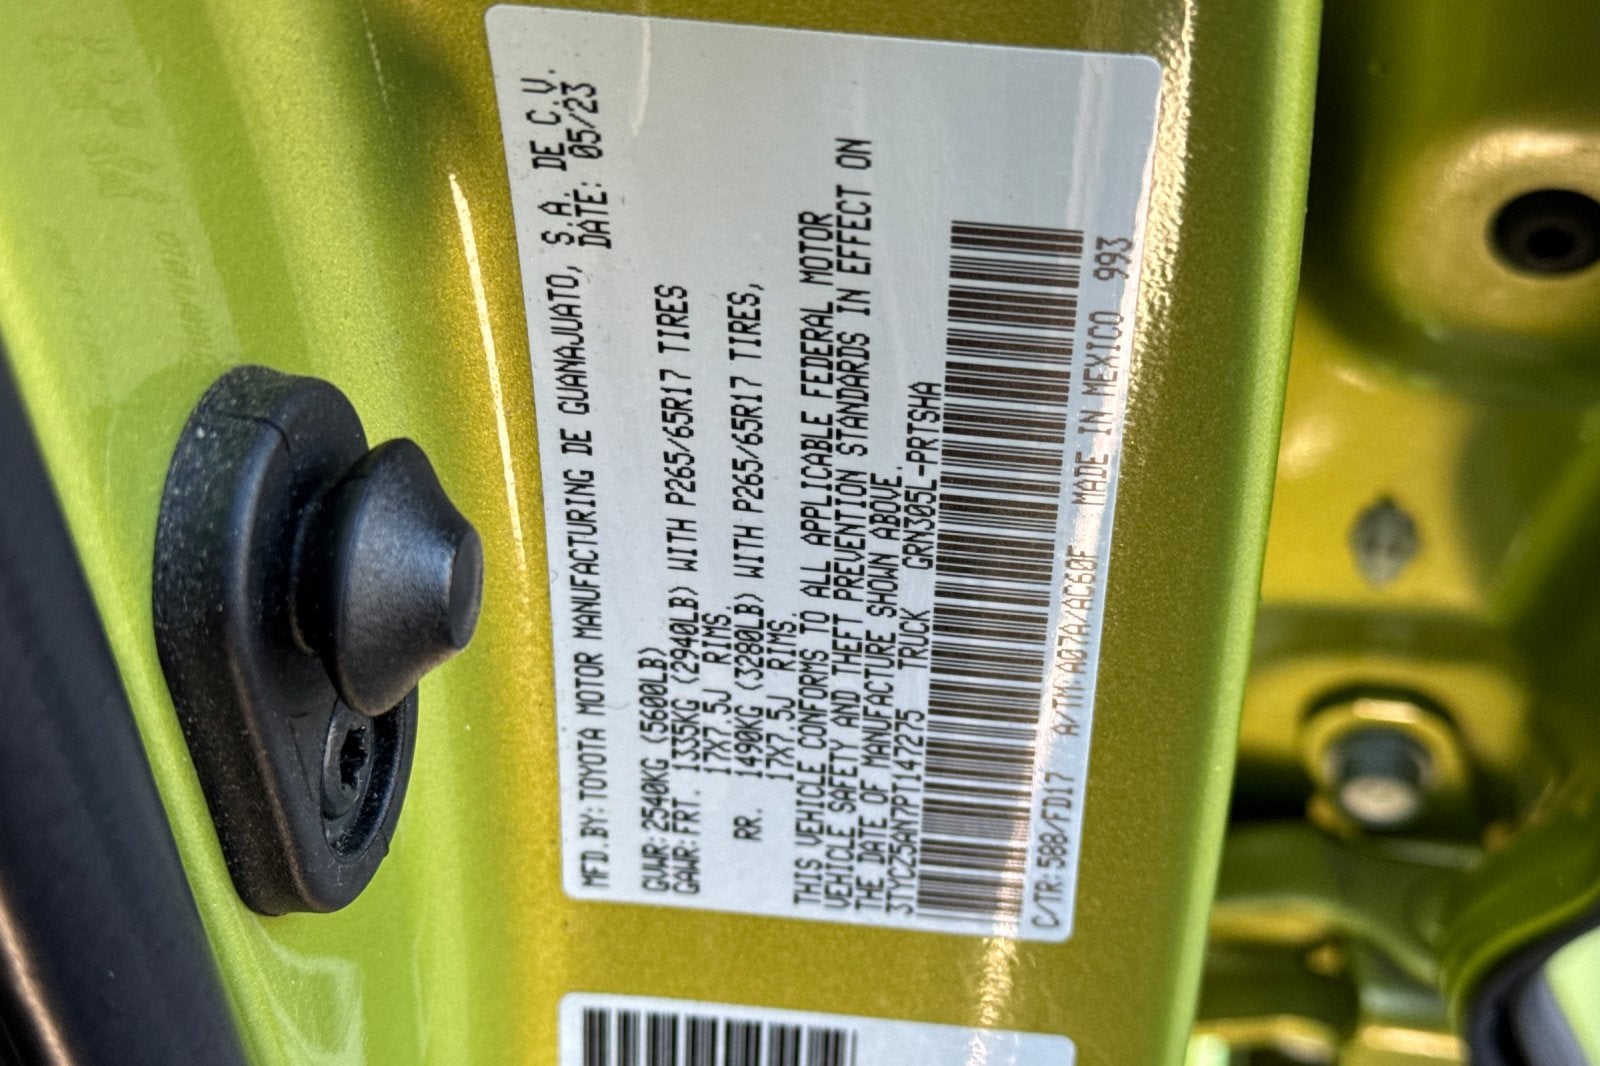 MFD.BY:TOYOTA MOTOR MANUFACTURING DE GUANAJUATO, S.A. DE C.V.
DATE: 05/23
GVWR:2540KG (5600LB)
GAWR:FRT. 1335KG (2940LB) WITH P265/65R17 TIRES
17X7.5J RIMS.
RR. 1490KG (3280LB) WITH P265/65R17 TIRES,
17X7.5J RIMS.
THIS VEHICLE CONFORMS TO ALL APPLICABLE FEDERAL MOTOR
VEHICLE SAFETY AND THEFT PREVENTION STANDARDS IN EFFECT ON
THE DATE OF MANUFACTURE SHOWN ABOVE.
3TYCZ5AN7PT147275 TRUCK GRN305L-PRTSHA
C/TR:588/FD17 A/TM:A07A/AC60F MADE IN MEXICO 993